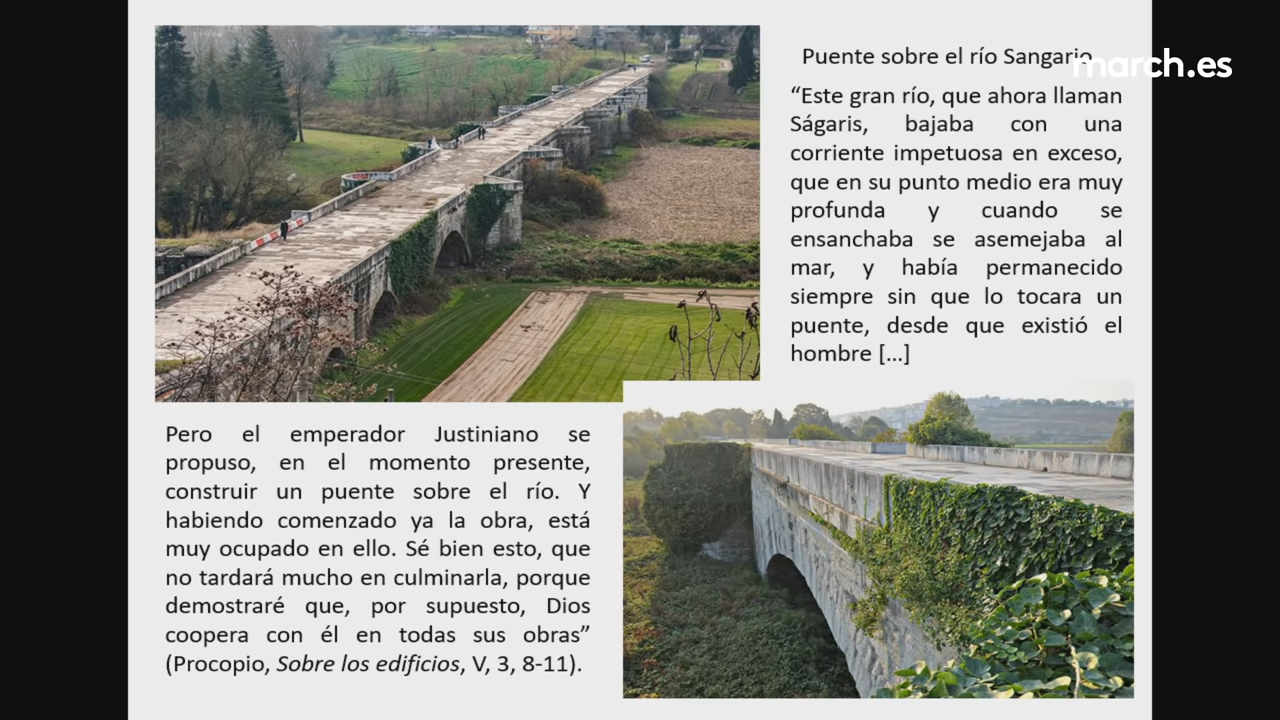 Puente sobre el río Sangario
march.es
“Este gran río, que ahora llaman
Ságaris, bajaba con una
corriente impetuosa en exceso,
que en su punto medio era muy
profunda y cuando se
ensanchaba se asemejaba al
mar, y había permanecido
siempre sin que lo tocara un
puente, desde que existió el
hombre [...]
Pero el emperador Justiniano se
propuso, en el momento presente,
construir un puente sobre el río. Y
habiendo comenzado ya la obra, está
muy ocupado en ello. Sé bien esto, que
no tardará mucho en culminarla, porque
demostraré que, por supuesto, Dios
coopera con él en todas sus obras”
(Procopio, Sobre los edificios, V, 3, 8-11).